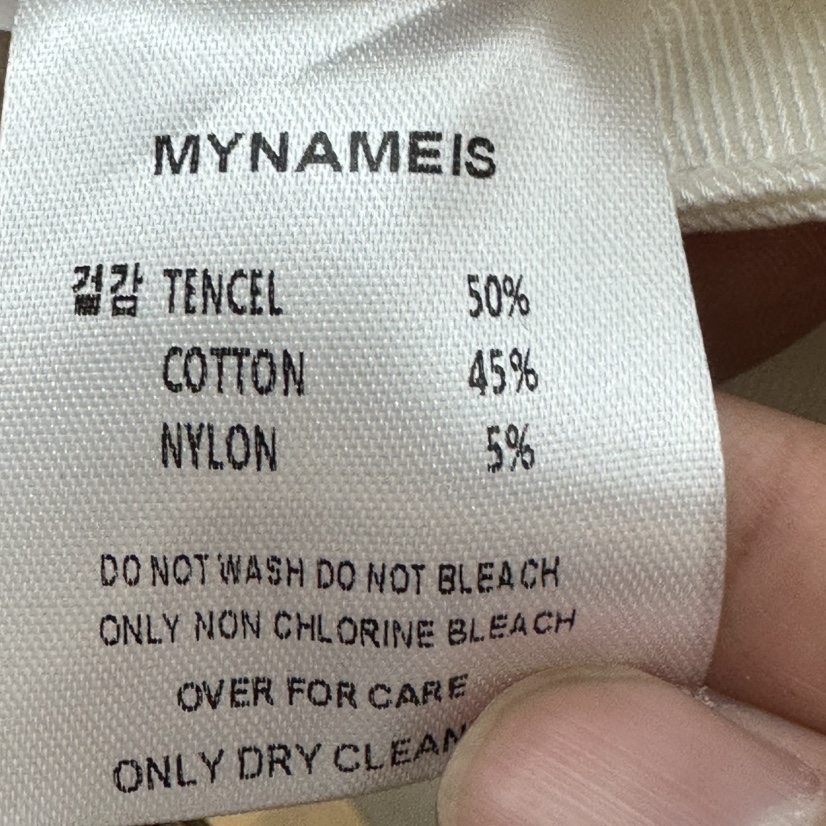 MYNAMEIS
겉감 TENCEL 50%
COTTON 45%
NYLON 5%
DO NOT WASH DO NOT BLEACH
ONLY NON CHLORINE BLEACH
OVER FOR CARE
ONLY DRY CLEAN